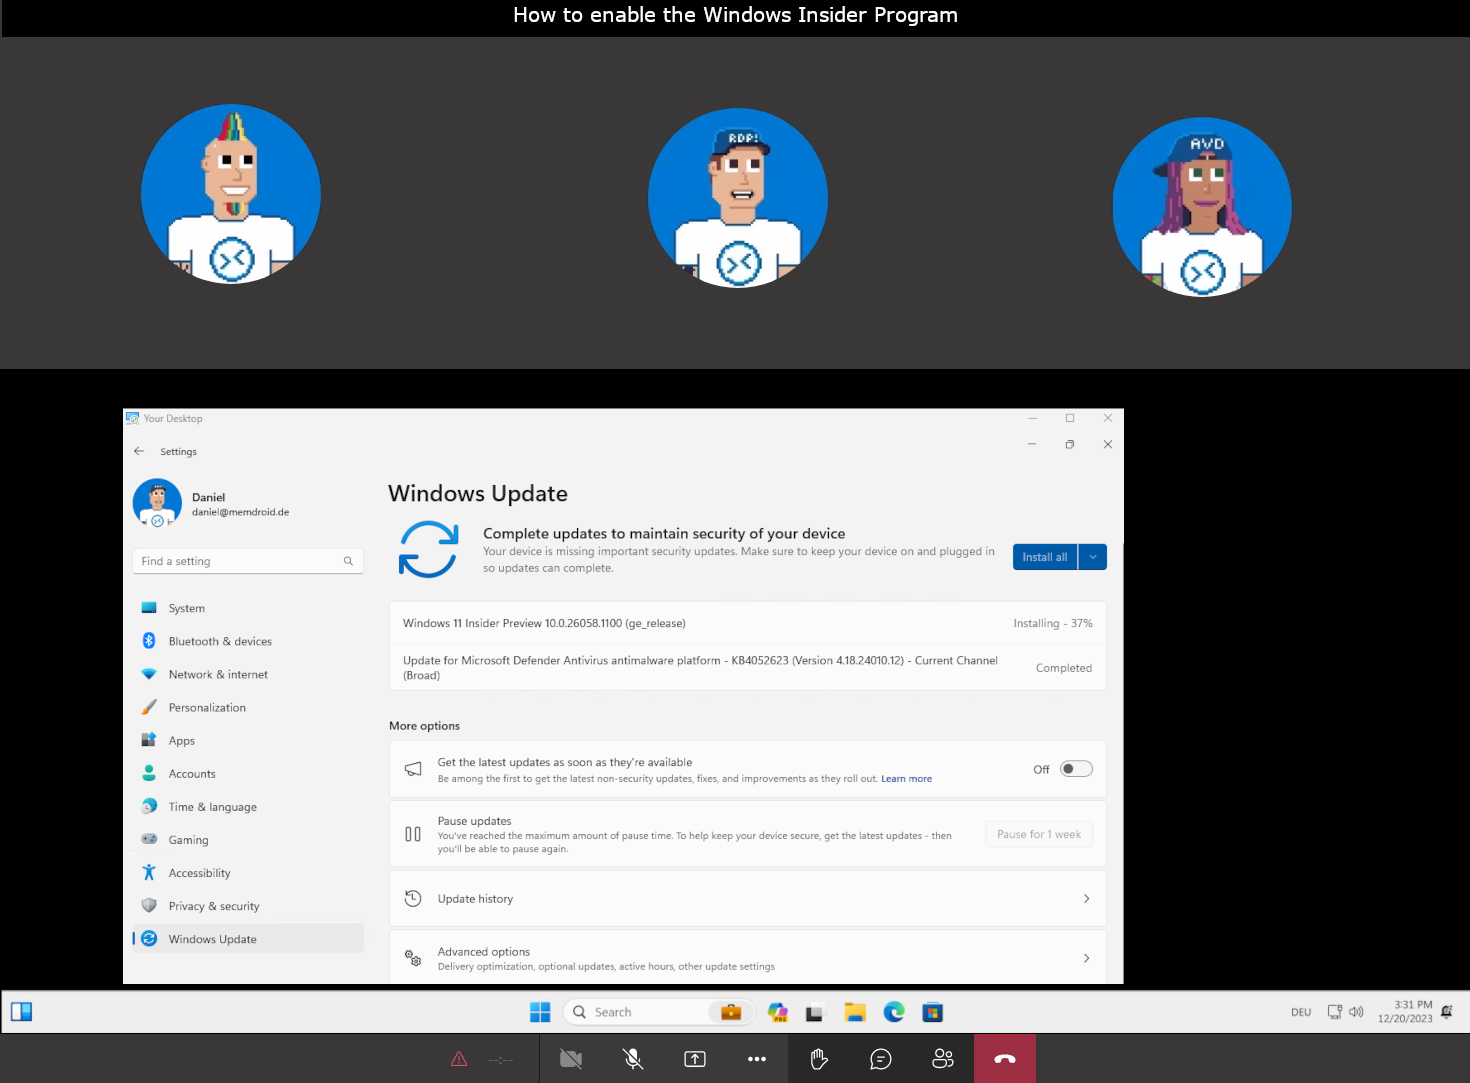 How to enable the Windows Insider Program
RDP!
AVD
Your Desktop
Settings
Daniel
daniel@memdroid.de
Find a setting
System
Bluetooth & devices
Network & internet
Personalization
Apps
Accounts
Time & language
Gaming
Accessibility
Privacy & security
Windows Update
Windows Update
Complete updates to maintain security of your device
Your device is missing important security updates. Make sure to keep your device on and plugged in
so updates can complete.
Install all
Windows 11 Insider Preview 10.0.26058.1100 (ge_release)
Installing - 37%
Update for Microsoft Defender Antivirus antimalware platform - KB4052623 (Version 4.18.24010.12) - Current Channel
(Broad)
Completed
More options
Get the latest updates as soon as they're available
Be among the first to get the latest non-security updates, fixes, and improvements as they roll out. Learn more
Off
Pause updates
You've reached the maximum amount of pause time. To help keep your device secure, get the latest updates - then
you'll be able to pause again.
Pause for 1 week
Update history
Advanced options
Delivery optimization, optional updates, active hours, other update settings
Search
PRE
DEU
3:31 PM
12/20/2023
--:--